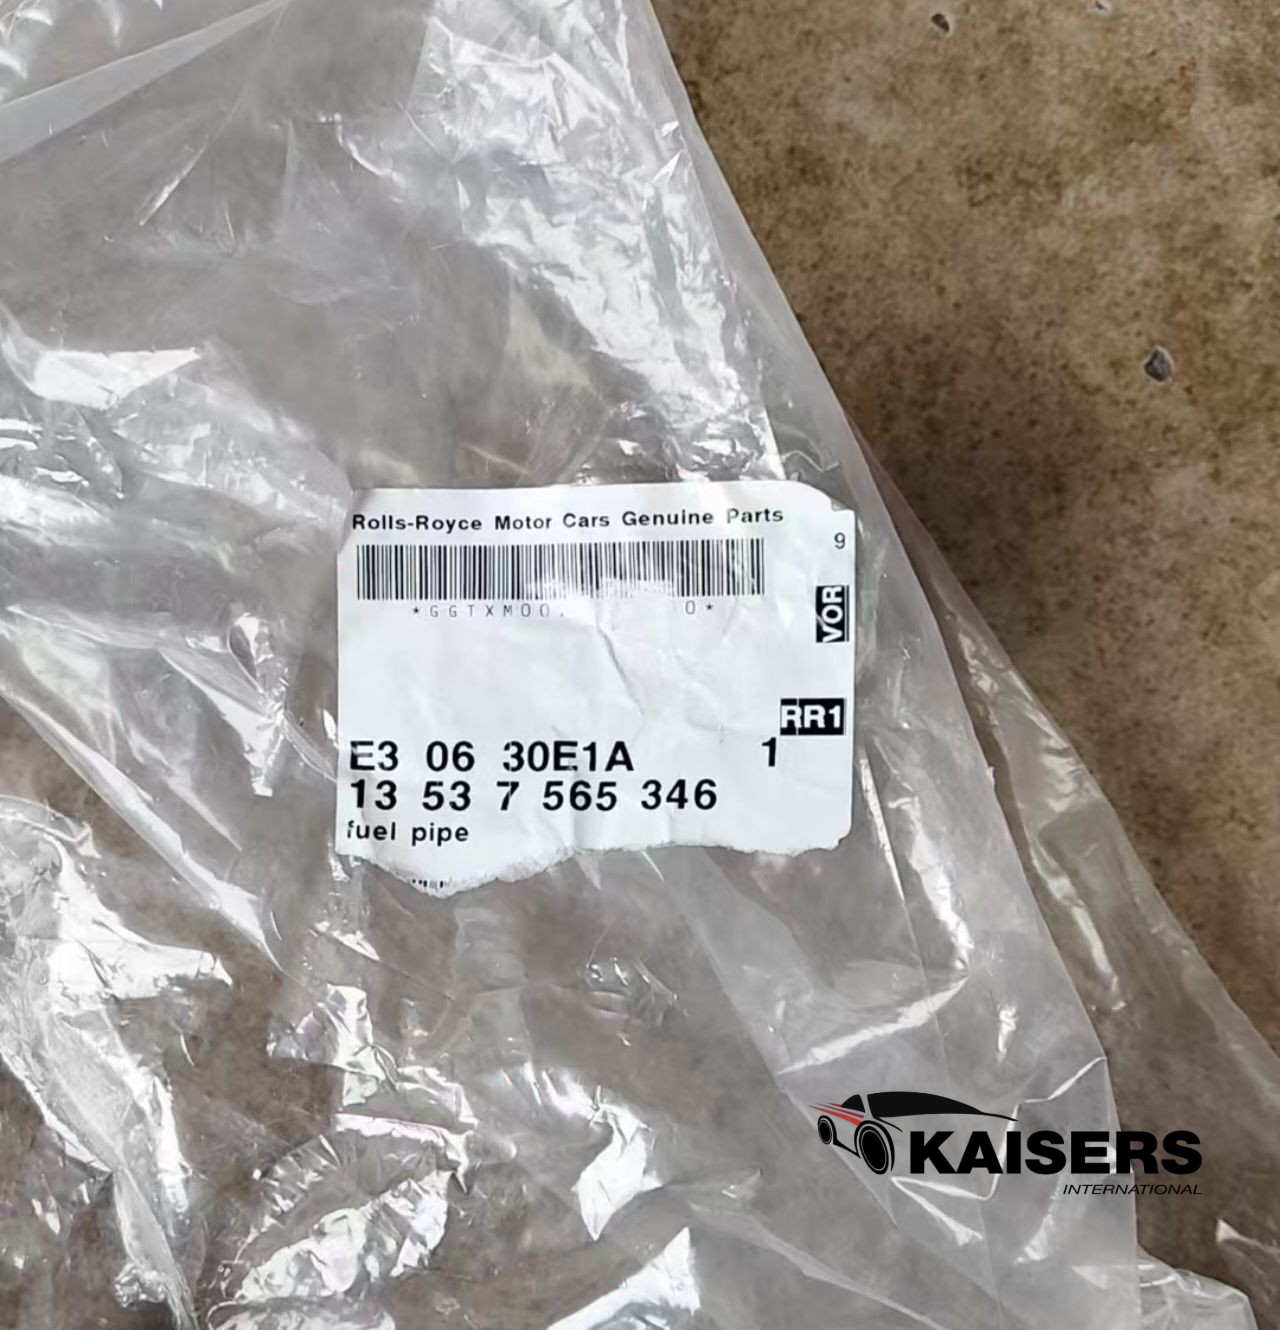 Rolls-Royce Motor Cars Genuine Parts
9
VOR
RR1
E3 06 30E1A 1
13 53 7 565 346
fuel pipe
KAISERS
INTERNATIONAL